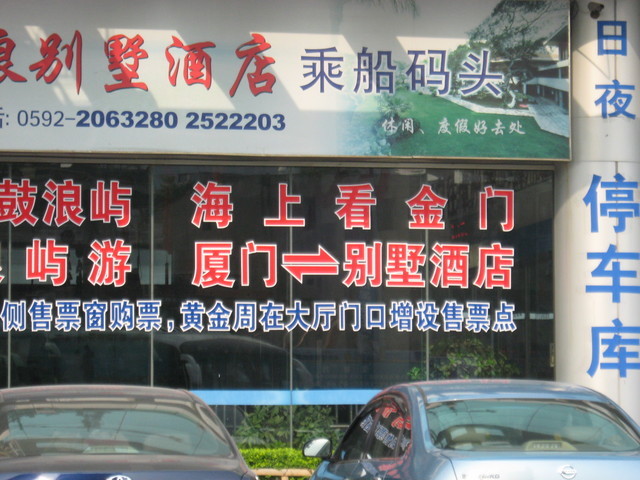 浪别墅酒店 乘船码头
: 0592-2063280 2522203
休闲、度假好去处
鼓浪屿 海上看金门
屿游 厦门⇌别墅酒店
侧售票窗购票,黄金周在大厅门口增设售票点
日夜
停车库